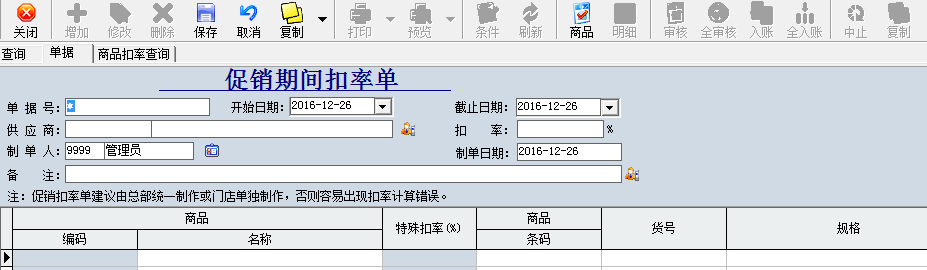 关闭 增加 修改 删除 保存 取消 复制 打印 预览 条件 刷新 商品 明细 审核 全审核 入账 全入账 中止 复制
查询 单据 商品扣率查询
促销期间扣率单
单 据 号: * 开始日期: 2016-12-26 截止日期: 2016-12-26
供 应 商: 扣 率: %
制 单 人: 9999 管理员 制单日期: 2016-12-26
备 注:
注: 促销扣率单建议由总部统一制作或门店单独制作，否则容易出现扣率计算错误。
商品 特殊扣率(%) 商品 货号 规格
编码 名称 条码